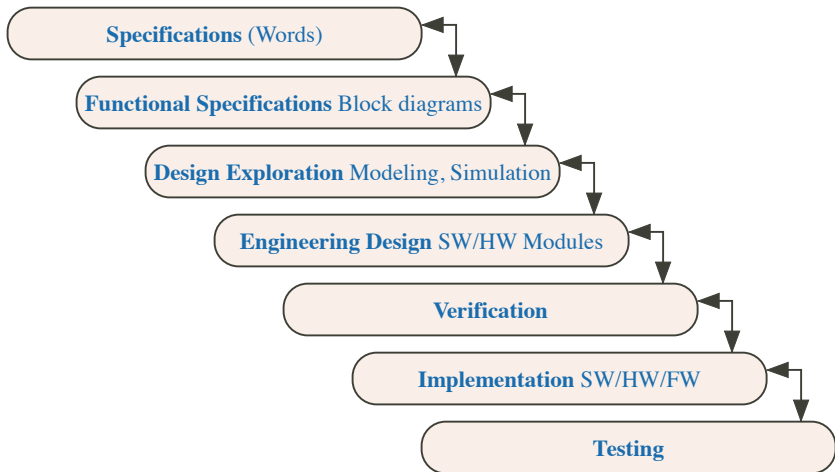 Specifications (Words)
Functional Specifications Block diagrams
Design Exploration Modeling, Simulation
Engineering Design SW/HW Modules
Verification
Implementation SW/HW/FW
Testing